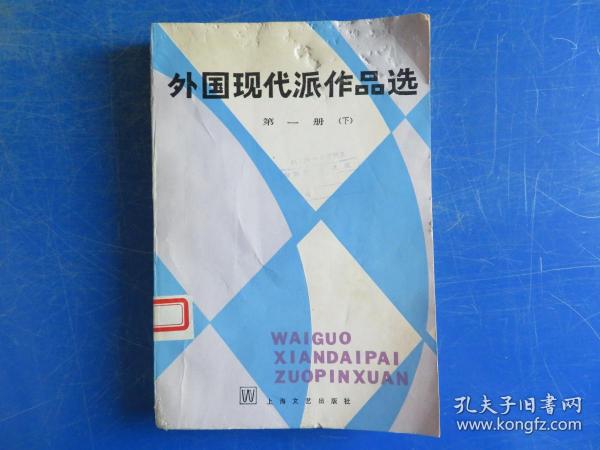 外国现代派作品选
第一册(下)
WAIGUO
XIANDAIPAI
ZUOPINXUAN
上海文艺出版社
孔夫子旧书网
www.kongfz.com